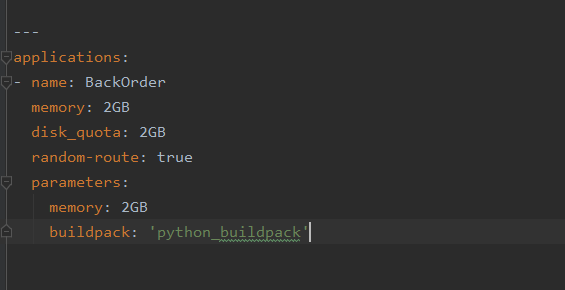 ---
applications:
- name: BackOrder
  memory: 2GB
  disk_quota: 2GB
  random-route: true
  parameters:
    memory: 2GB
    buildpack: 'python_buildpack'